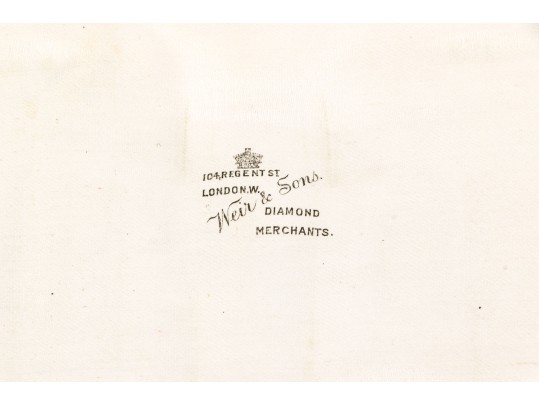 104, REGENT ST
LONDON. W.
Weir & Sons.
DIAMOND
MERCHANTS.